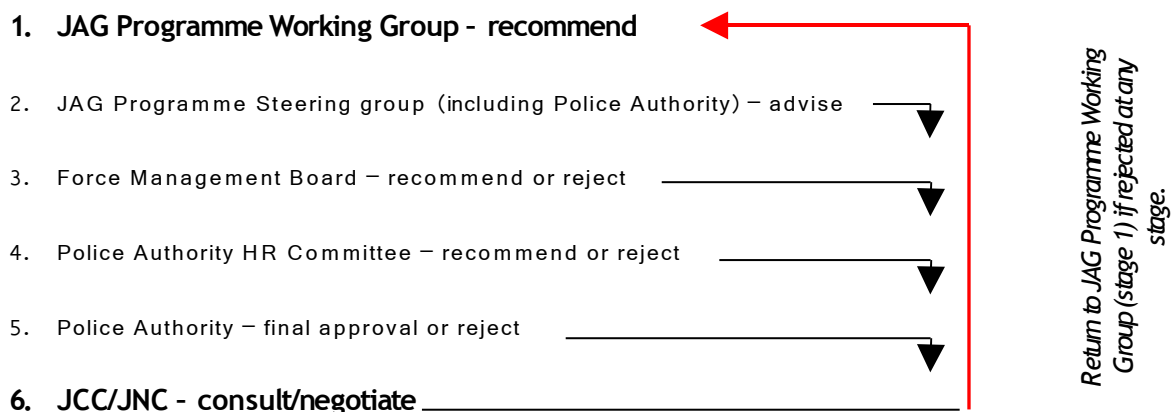 1. JAG Programme Working Group – recommend
2. JAG Programme Steering group (including Police Authority) – advise
3. Force Management Board – recommend or reject
4. Police Authority HR Committee – recommend or reject
5. Police Authority – final approval or reject
6. JCC/JNC – consult/negotiate
Return to JAG Programme Working
Group (stage 1) if rejected at any
stage.